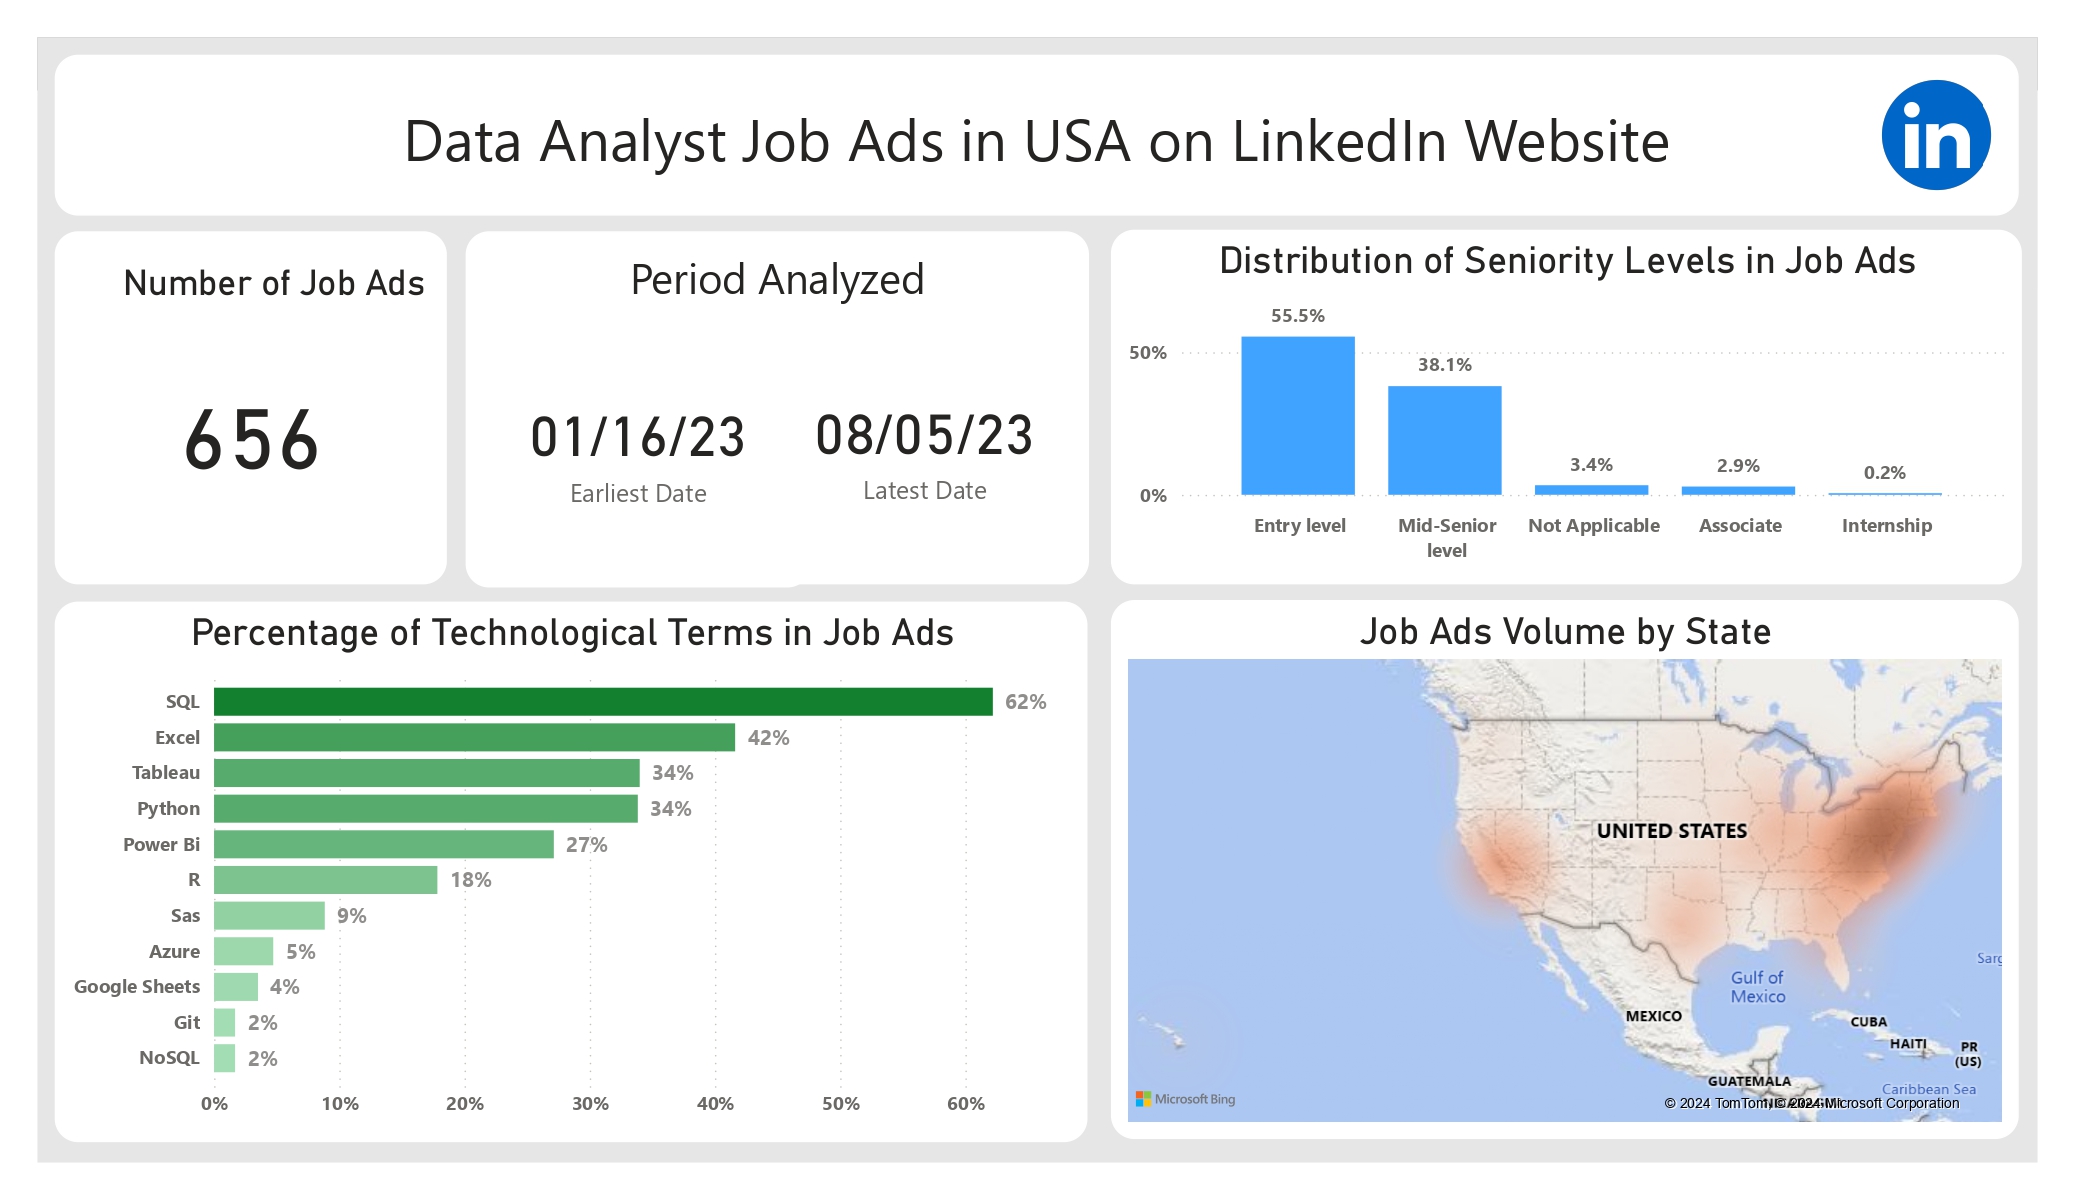 Data Analyst Job Ads in USA on LinkedIn Website
in
Number of Job Ads
656
Period Analyzed
01/16/23
Earliest Date
08/05/23
Latest Date
Distribution of Seniority Levels in Job Ads
50%
0%
55.5%
38.1%
3.4%
2.9%
0.2%
Entry level
Mid-Senior
level
Not Applicable
Associate
Internship
Percentage of Technological Terms in Job Ads
SQL 62%
Excel 42%
Tableau 34%
Python 34%
Power Bi 27%
R 18%
Sas 9%
Azure 5%
Google Sheets 4%
Git 2%
NoSQL 2%
0% 10% 20% 30% 40% 50% 60%
Job Ads Volume by State
UNITED STATES
Gulf of
Mexico
MEXICO
CUBA
HAITI
PR
(US)
GUATEMALA
Caribbean Sea
Microsoft Bing
© 2024 TomTom, © 2024 Microsoft Corporation